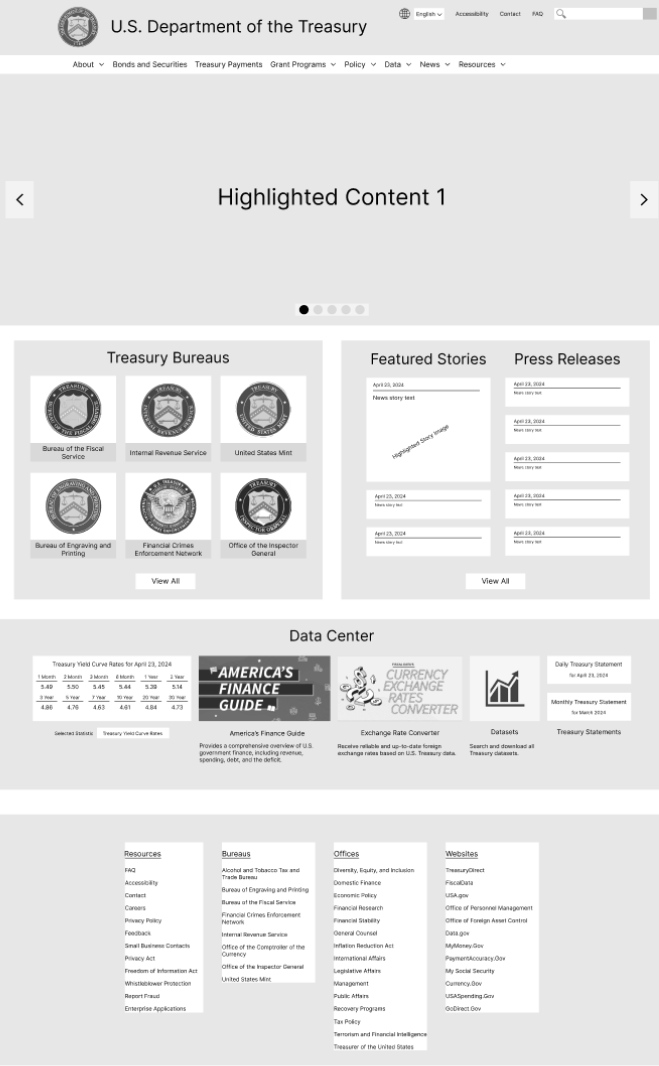 U.S. Department of the Treasury
English
Accessibility
Contact
FAQ
About
Bonds and Securities
Treasury Payments
Grant Programs
Policy
Data
News
Resources
Highlighted Content 1
Treasury Bureaus
Bureau of the Fiscal
Service
Internal Revenue Service
United States Mint
Bureau of Engraving and
Printing
Financial Crimes
Enforcement Network
Office of the Inspector
General
View All
Featured Stories
April 23, 2024
News story text
Highlighted Story Image
April 23, 2024
News story text
April 23, 2024
News story text
Press Releases
April 23, 2024
News story text
April 23, 2024
News story text
April 23, 2024
News story text
April 23, 2024
News story text
April 23, 2024
News story text
View All
Data Center
Treasury Yield Curve Rates for April 23, 2024
1 Month 2 Month 3 Month 6 Month 1 Year 2 Year
5.49 5.50 5.45 5.44 5.39 5.14
3 Year 5 Year 7 Year 10 Year 20 Year 30 Year
4.86 4.76 4.63 4.61 4.84 4.73
Selected Statistic Treasury Yield Curve Rates
AMERICA'S
FINANCE
GUIDE
America's Finance Guide
Provides a comprehensive overview of U.S.
government finance, including revenue,
spending, debt, and the deficit.
CURRENCY
EXCHANGE
RATES
CONVERTER
Exchange Rate Converter
Receive reliable and up-to-date foreign
exchange rates based on U.S. Treasury data.
Datasets
Search and download all
Treasury datasets.
Daily Treasury Statement
for April 23, 2024
Monthly Treasury Statement
for March 2024
Treasury Statements
Resources
FAQ
Accessibility
Contact
Careers
Privacy Policy
Feedback
Small Business Contacts
Privacy Act
Freedom of Information Act
Whistleblower Protection
Report Fraud
Enterprise Applications
Bureaus
Alcohol and Tobacco Tax and
Trade Bureau
Bureau of Engraving and Printing
Bureau of the Fiscal Service
Financial Crimes Enforcement
Network
Internal Revenue Service
Office of the Comptroller of the
Currency
Office of the Inspector General
United States Mint
Offices
Diversity, Equity, and Inclusion
Domestic Finance
Economic Policy
Financial Research
Financial Stability
General Counsel
Inflation Reduction Act
International Affairs
Legislative Affairs
Management
Public Affairs
Recovery Programs
Tax Policy
Terrorism and Financial Intelligence
Treasurer of the United States
Websites
TreasuryDirect
FiscalData
USA.gov
Office of Personnel Management
Office of Foreign Asset Control
Data.gov
MyMoney.Gov
PaymentAccuracy.Gov
My Social Security
Currency.Gov
USASpending.Gov
GoDirect.Gov